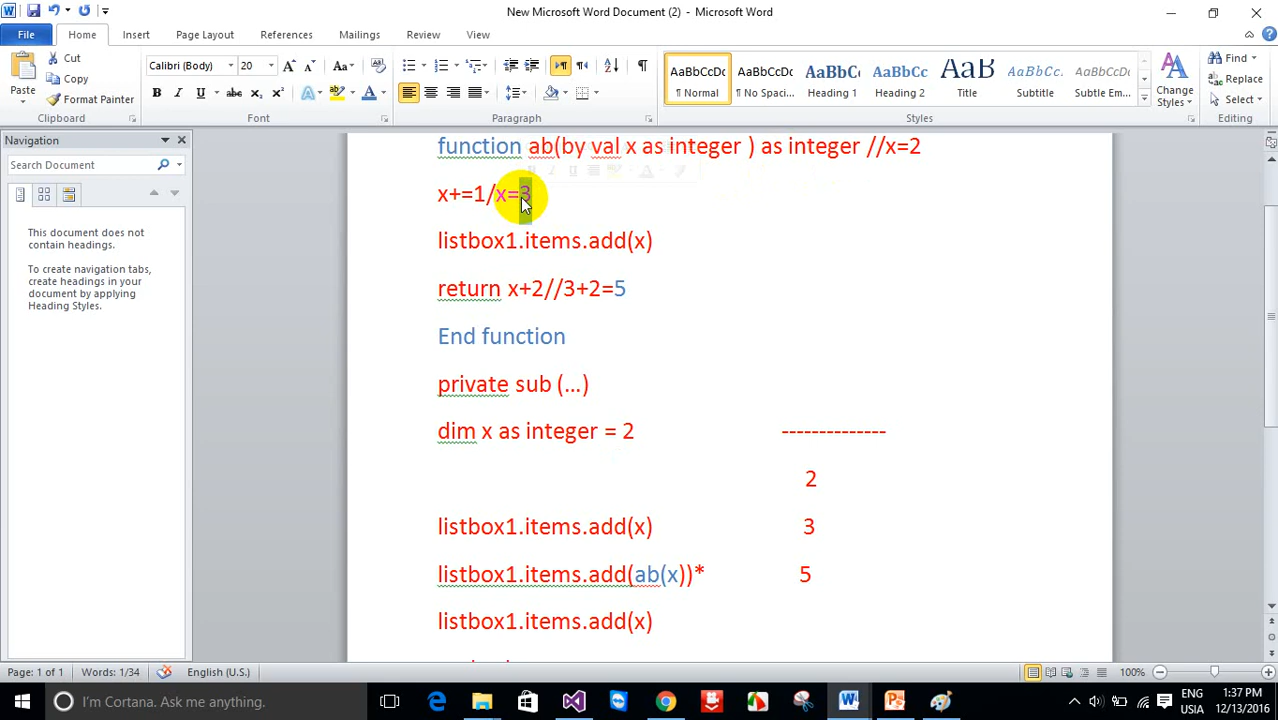 New Microsoft Word Document (2) - Microsoft Word
File Home Insert Page Layout References Mailings Review View
Paste
Cut
Copy
Format Painter
Clipboard
Calibri (Body) 20
Font
Paragraph
AaBbCcDc AaBbCcDc AaBbC AaBbCc AaB AaBbCc. AaBbCcDc
¶ Normal ¶ No Spaci... Heading 1 Heading 2 Title Subtitle Subtle Em...
Styles
Change Styles
Find
Replace
Select
Editing
Navigation
Search Document
This document does not contain headings.
To create navigation tabs, create headings in your document by applying Heading Styles.
function ab(by val x as integer ) as integer //x=2
x+=1/x=3
listbox1.items.add(x)
return x+2//3+2=5
End function
private sub (...)
dim x as integer = 2 --------------
2
listbox1.items.add(x) 3
listbox1.items.add(ab(x))* 5
listbox1.items.add(x)
Page: 1 of 1 Words: 1/34 English (U.S.) 100%
I'm Cortana. Ask me anything.
ENG
USIA
1:37 PM
12/13/2016